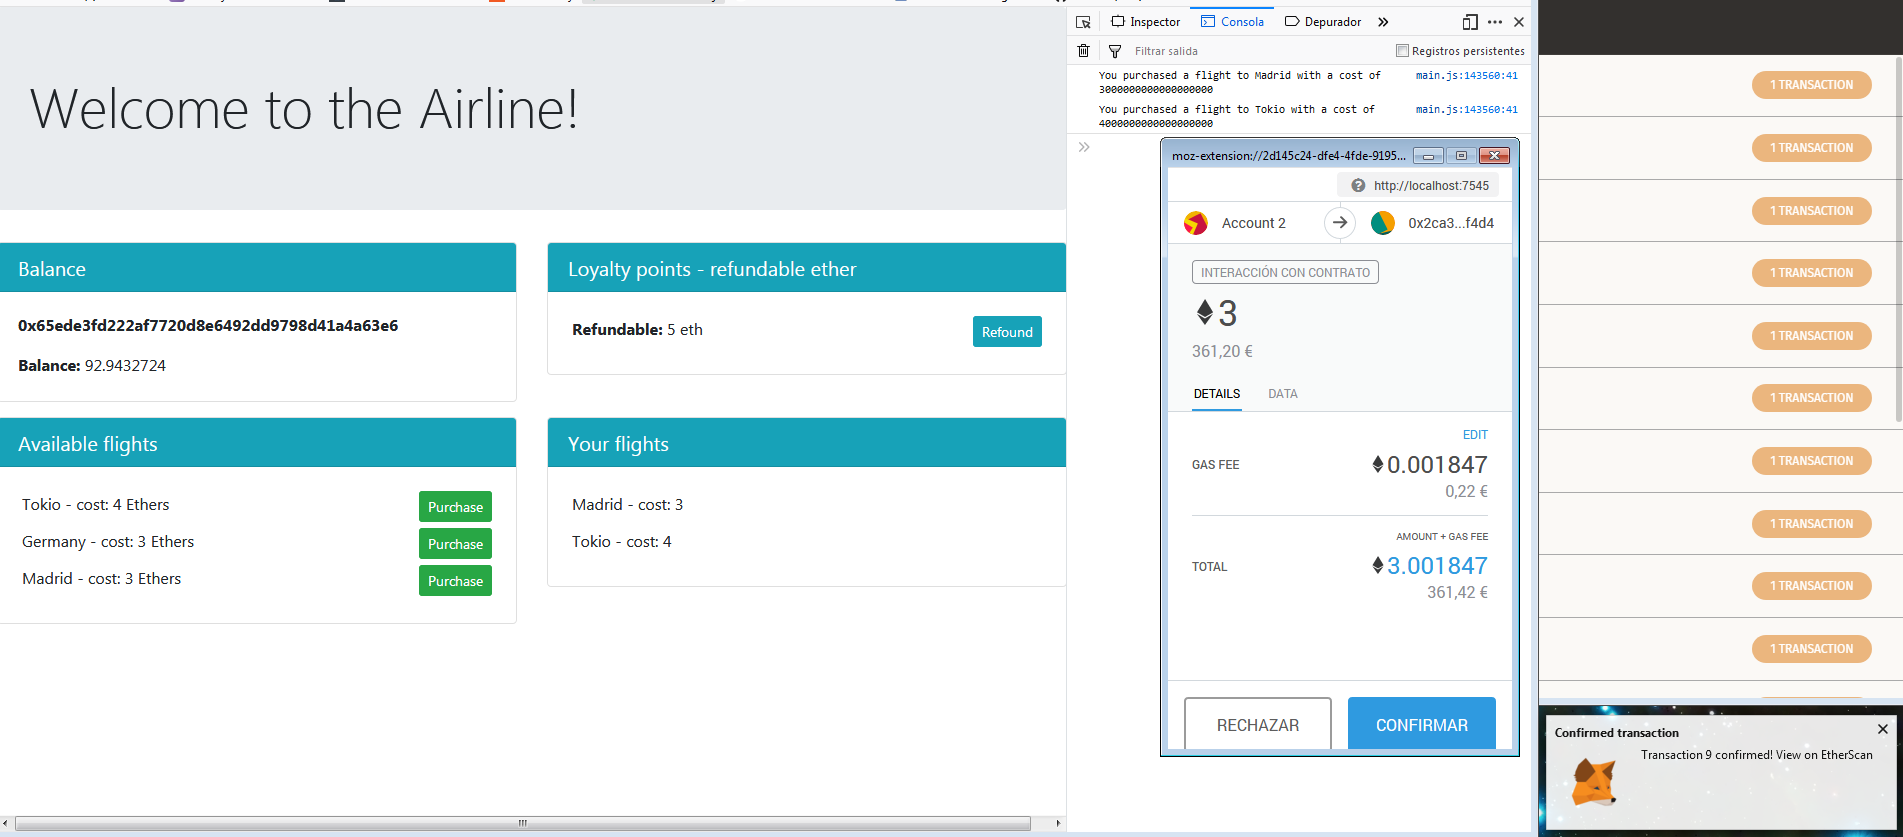 Welcome to the Airline!
Balance
0x65ede3fd222af7720d8e6492dd9798d41a4a63e6
Balance: 92.9432724
Loyalty points - refundable ether
Refundable: 5 eth
Refound
Available flights
Tokio - cost: 4 Ethers
Purchase
Germany - cost: 3 Ethers
Purchase
Madrid - cost: 3 Ethers
Purchase
Your flights
Madrid - cost: 3
Tokio - cost: 4
Inspector
Consola
Depurador
Filtrar salida
Registros persistentes
You purchased a flight to Madrid with a cost of main.js:143560:41
3000000000000000000
You purchased a flight to Tokio with a cost of main.js:143560:41
4000000000000000000
moz-extension://2d145c24-dfe4-4fde-9195...
http://localhost:7545
Account 2
0x2ca3...f4d4
INTERACCIÓN CON CONTRATO
3
361,20 €
DETAILS
DATA
EDIT
GAS FEE
0.001847
0,22 €
AMOUNT + GAS FEE
TOTAL
3.001847
361,42 €
RECHAZAR
CONFIRMAR
1 TRANSACTION
1 TRANSACTION
1 TRANSACTION
1 TRANSACTION
1 TRANSACTION
1 TRANSACTION
1 TRANSACTION
1 TRANSACTION
1 TRANSACTION
1 TRANSACTION
Confirmed transaction
Transaction 9 confirmed! View on EtherScan